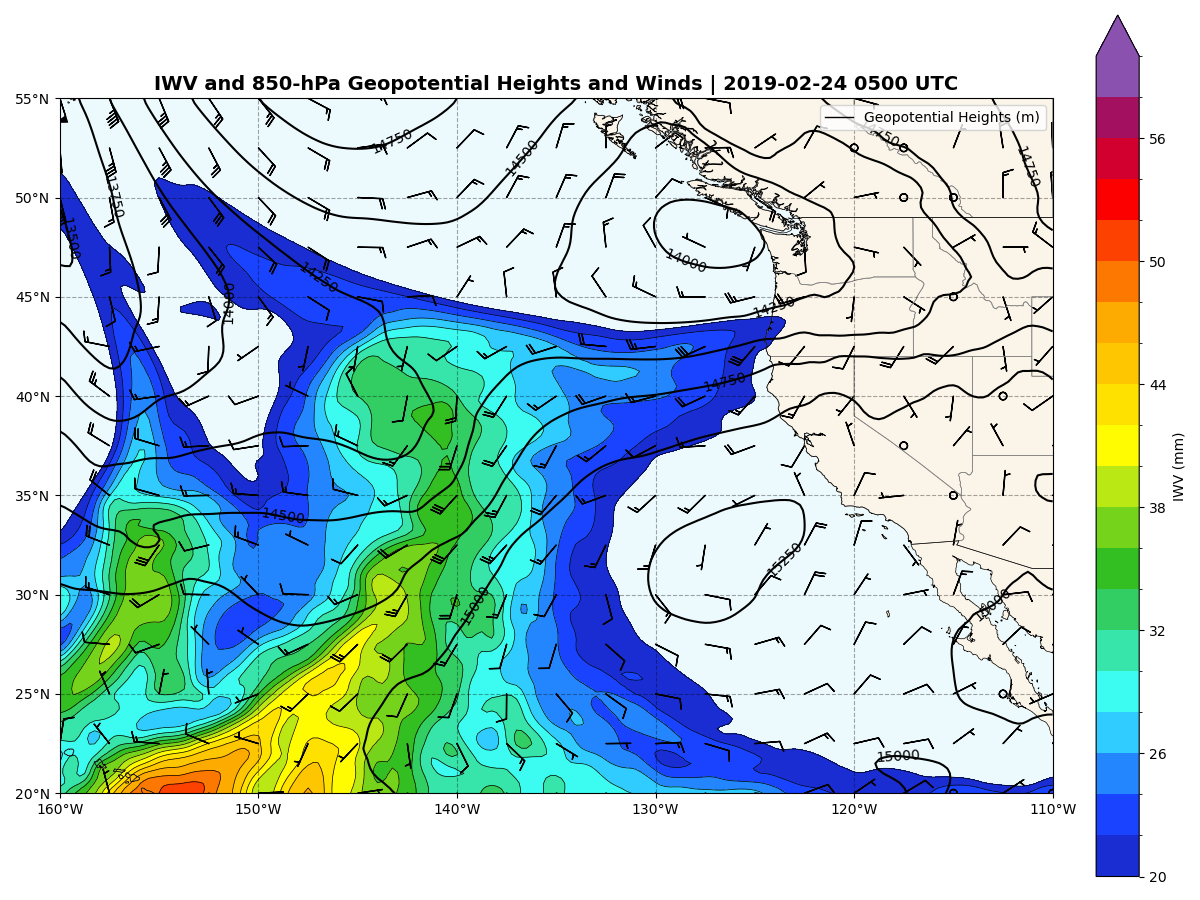 IWV and 850-hPa Geopotential Heights and Winds | 2019-02-24 0500 UTC
Geopotential Heights (m)
55°N
50°N
45°N
40°N
35°N
30°N
25°N
20°N
160°W
150°W
140°W
130°W
120°W
110°W
13500
13750
14000
14250
14500
14750
14500
14000
14250
14750
14750
15000
15250
15000
15000
56
50
44
38
32
26
20
IWV (mm)